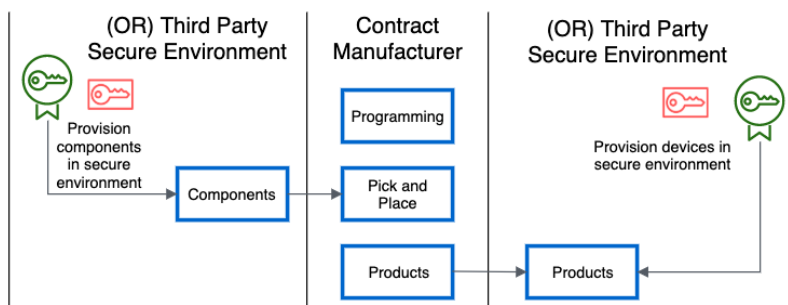 (OR) Third Party
Secure Environment
Contract
Manufacturer
(OR) Third Party
Secure Environment
Provision
components
in secure
environment
Components
Programming
Pick and
Place
Products
Provision devices in
secure environment
Products